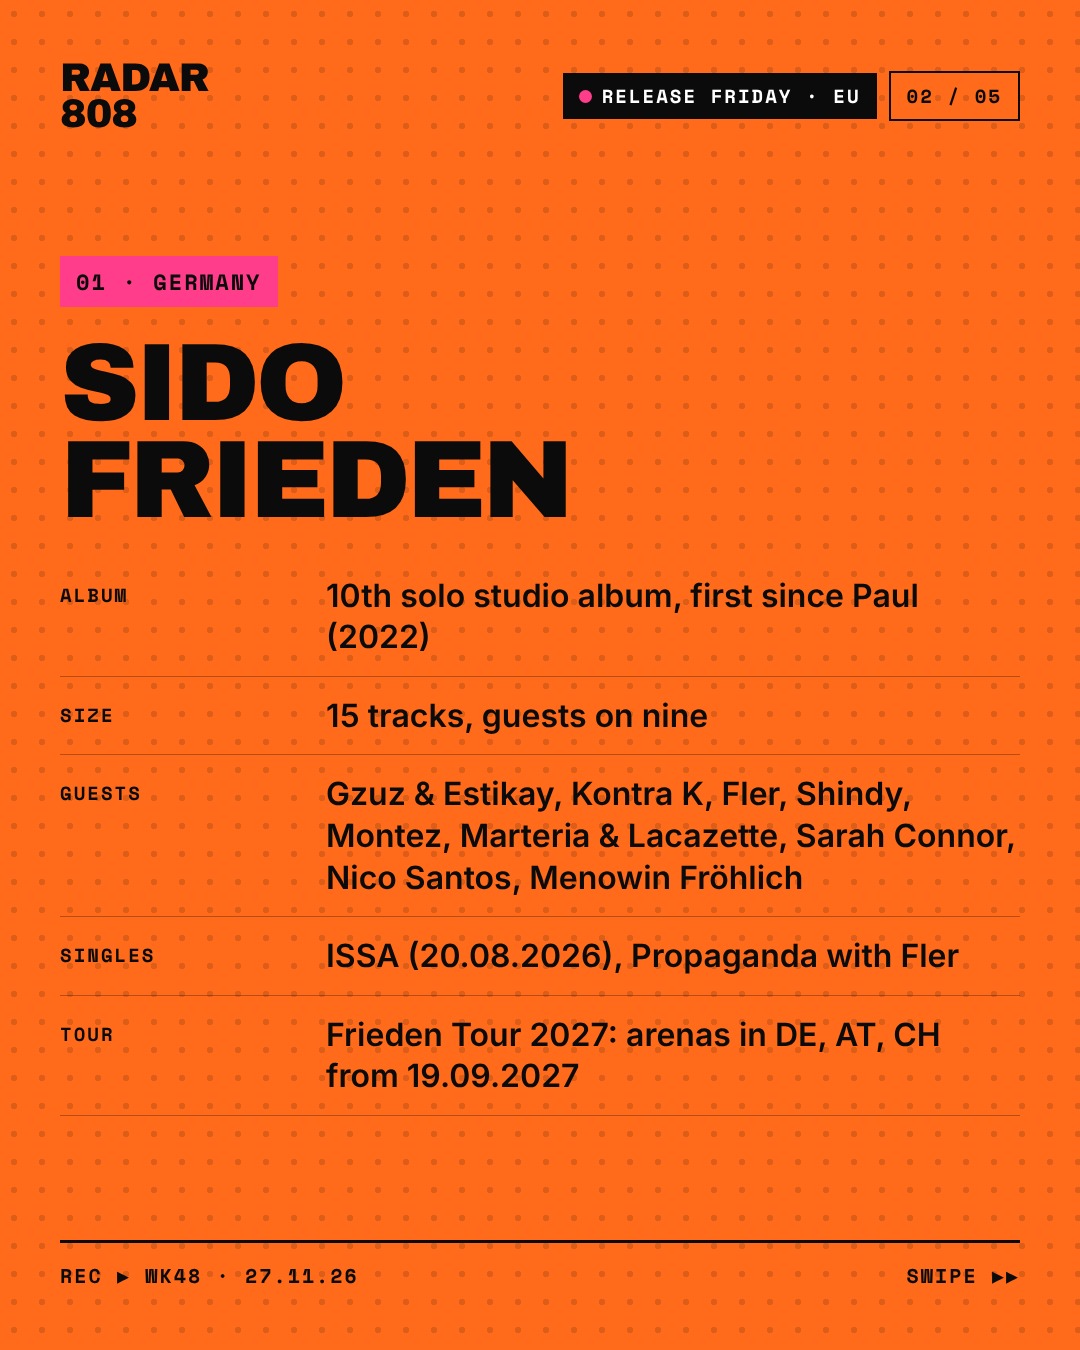 RADAR
808
RELEASE FRIDAY · EU
02 / 05
01 · GERMANY
SIDO
FRIEDEN
ALBUM
10th solo studio album, first since Paul
(2022)
SIZE
15 tracks, guests on nine
GUESTS
Gzuz & Estikay, Kontra K, Fler, Shindy,
Montez, Marteria & Lacazette, Sarah Connor,
Nico Santos, Menowin Fröhlich
SINGLES
ISSA (20.08.2026), Propaganda with Fler
TOUR
Frieden Tour 2027: arenas in DE, AT, CH
from 19.09.2027
REC ▶ WK48 · 27.11.26
SWIPE ▶▶